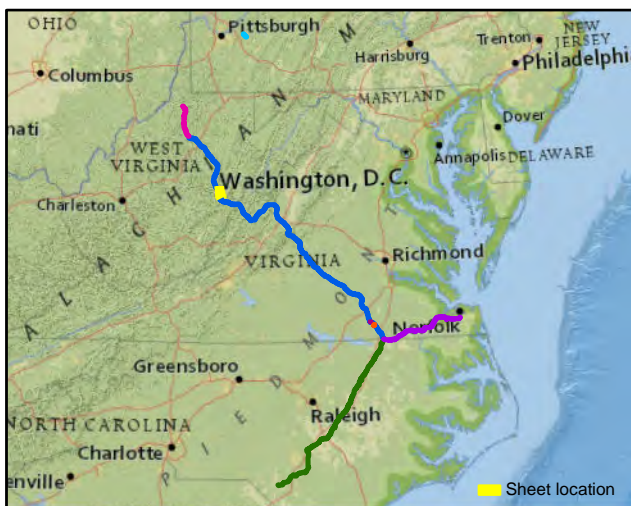 OHIO
Pittsburgh
Harrisburg
Trenton
NEW
JERSEY
Philadelphia
Columbus
MARYLAND
Dover
nati
WEST
VIRGINIA
Annapolis
DELAWARE
Washington, D.C.
Charleston
A L A C H I A N M
Richmond
VIRGINIA
Norfolk
Greensboro
P I E D M O N T
Raleigh
NORTH CAROLINA
Charlotte
enville
Sheet location